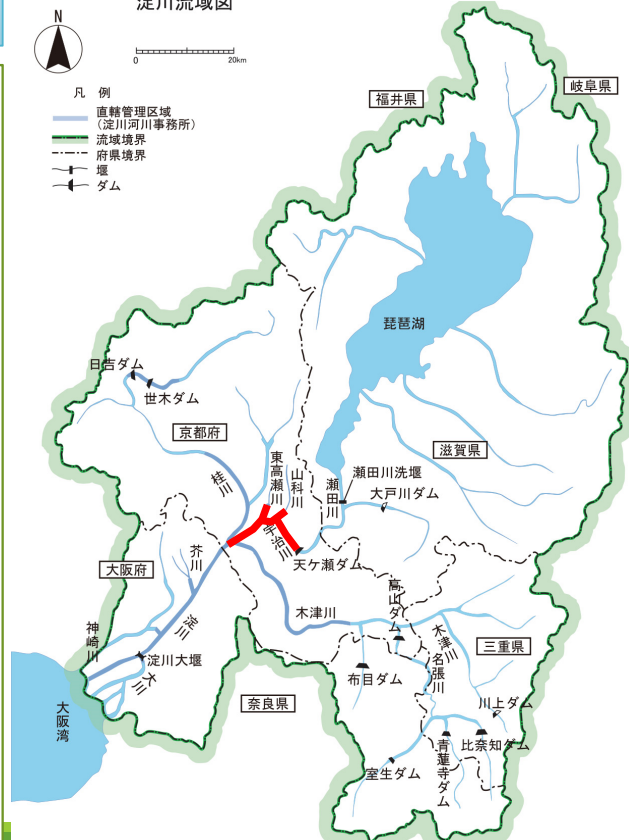 淀川流域図
N
0 20km
凡 例
直轄管理区域
(淀川河川事務所)
流域境界
府県境界
堰
ダム
福井県
岐阜県
琵琶湖
日吉ダム
世木ダム
京都府
滋賀県
桂川
東高瀬川
山科川
宇治川
瀬田川
瀬田川洗堰
大戸川ダム
天ケ瀬ダム
芥川
大阪府
淀川
神崎川
淀川大堰
大川
大阪湾
木津川
高山ダム
木津川
名張川
三重県
布目ダム
奈良県
川上ダム
比奈知ダム
青蓮寺ダム
室生ダム